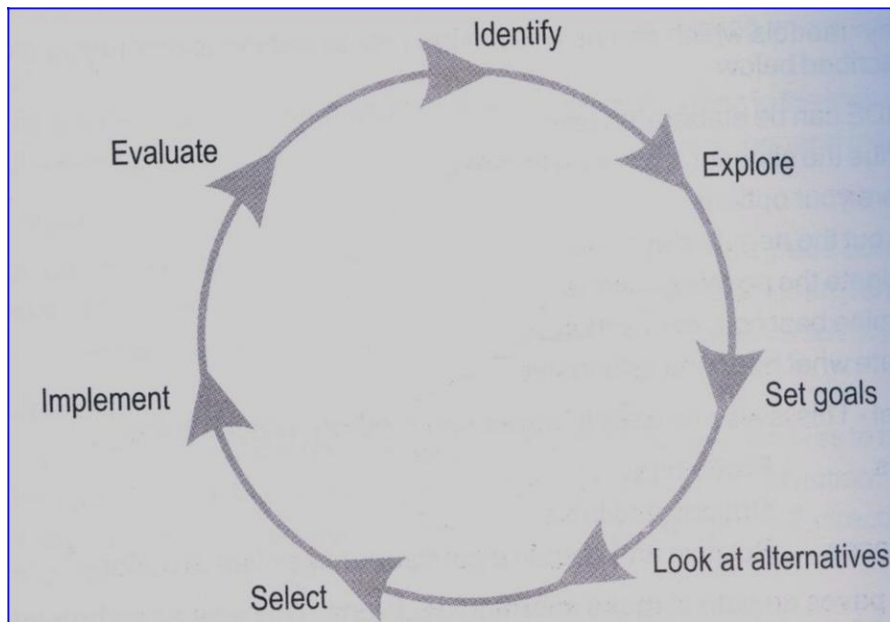 Identify
Explore
Set goals
Look at alternatives
Select
Implement
Evaluate